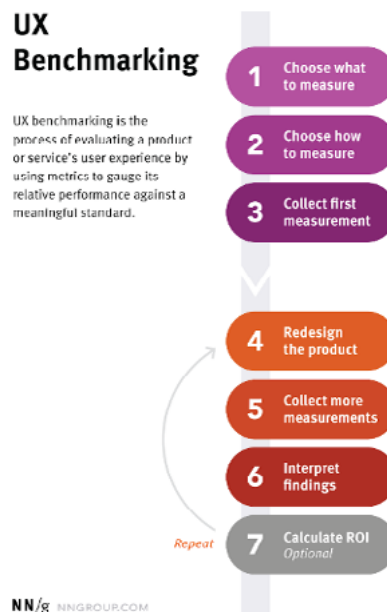 UX
Benchmarking
UX benchmarking is the
process of evaluating a product
or service's user experience by
using metrics to gauge its
relative performance against a
meaningful standard.
1 Choose what
to measure
2 Choose how
to measure
3 Collect first
measurement
4 Redesign
the product
5 Collect more
measurements
6 Interpret
findings
Repeat
7 Calculate ROI
Optional
NN/g NNGROUP.COM